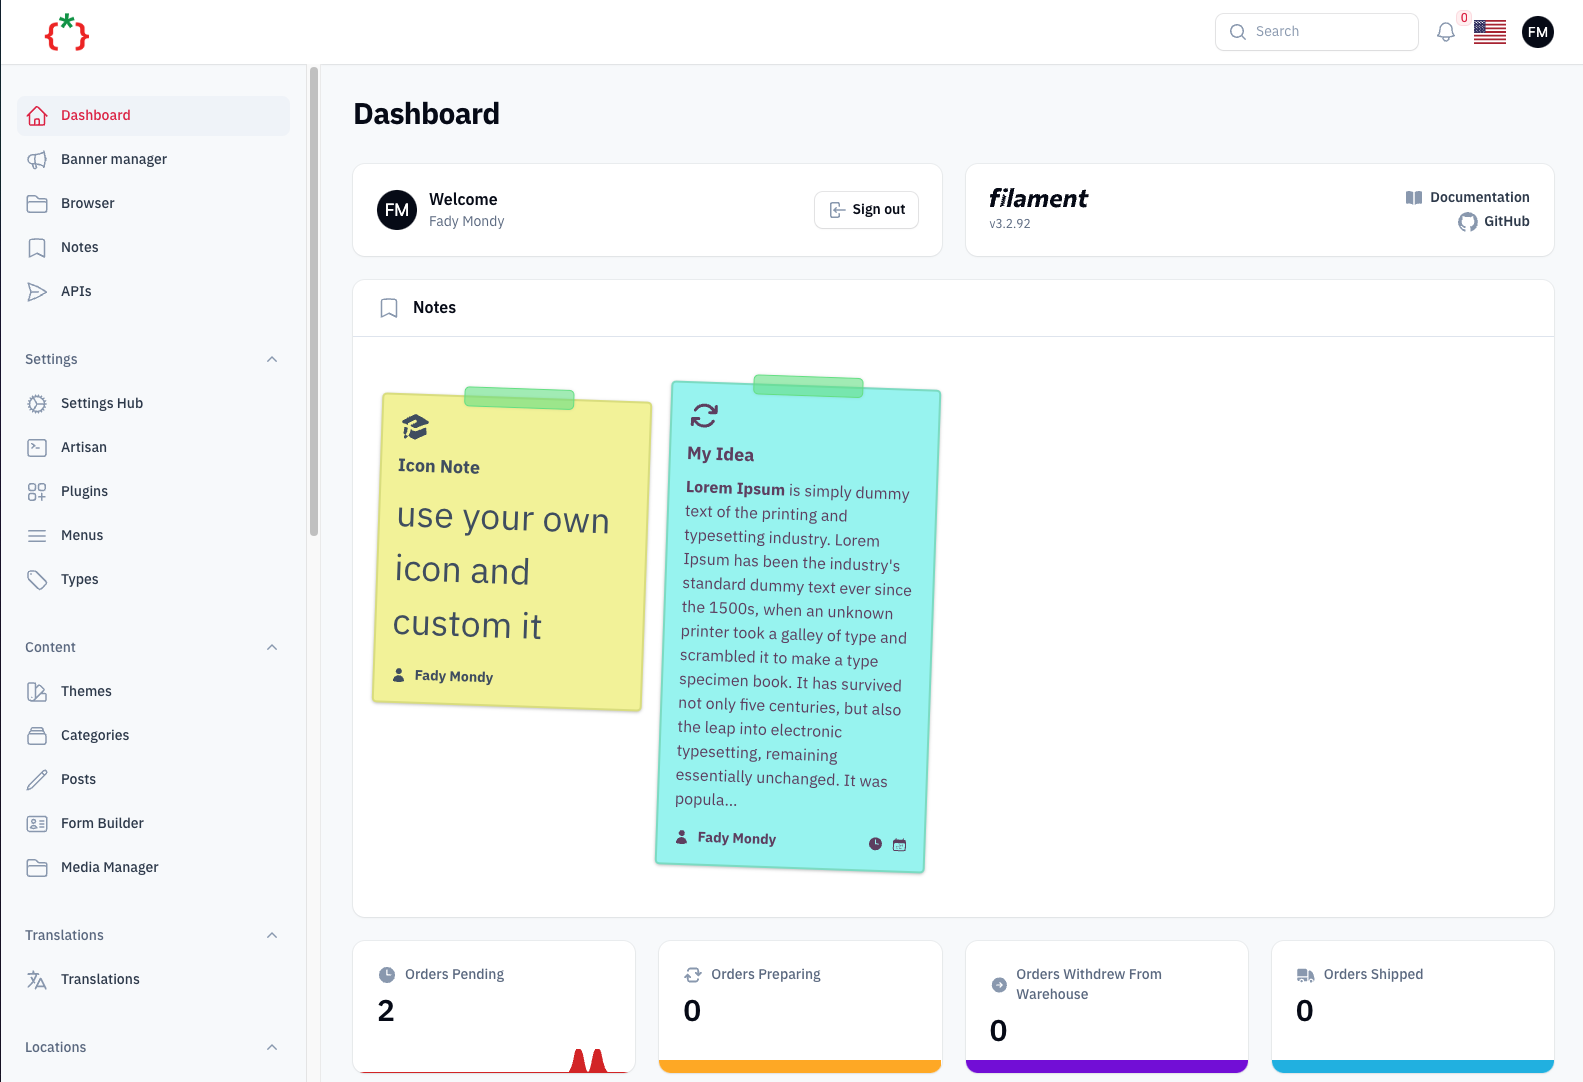 Search
0
FM
Dashboard
Banner manager
Browser
Notes
APIs
Settings
Settings Hub
Artisan
Plugins
Menus
Types
Content
Themes
Categories
Posts
Form Builder
Media Manager
Translations
Translations
Locations
Dashboard
FM
Welcome
Fady Mondy
Sign out
filament
v3.2.92
Documentation
GitHub
Notes
Icon Note
use your own
icon and
custom it
Fady Mondy
My Idea
Lorem Ipsum is simply dummy
text of the printing and
typesetting industry. Lorem
Ipsum has been the industry's
standard dummy text ever since
the 1500s, when an unknown
printer took a galley of type and
scrambled it to make a type
specimen book. It has survived
not only five centuries, but also
the leap into electronic
typesetting, remaining
essentially unchanged. It was
popula...
Fady Mondy
Orders Pending
2
Orders Preparing
0
Orders Withdrew From
Warehouse
0
Orders Shipped
0